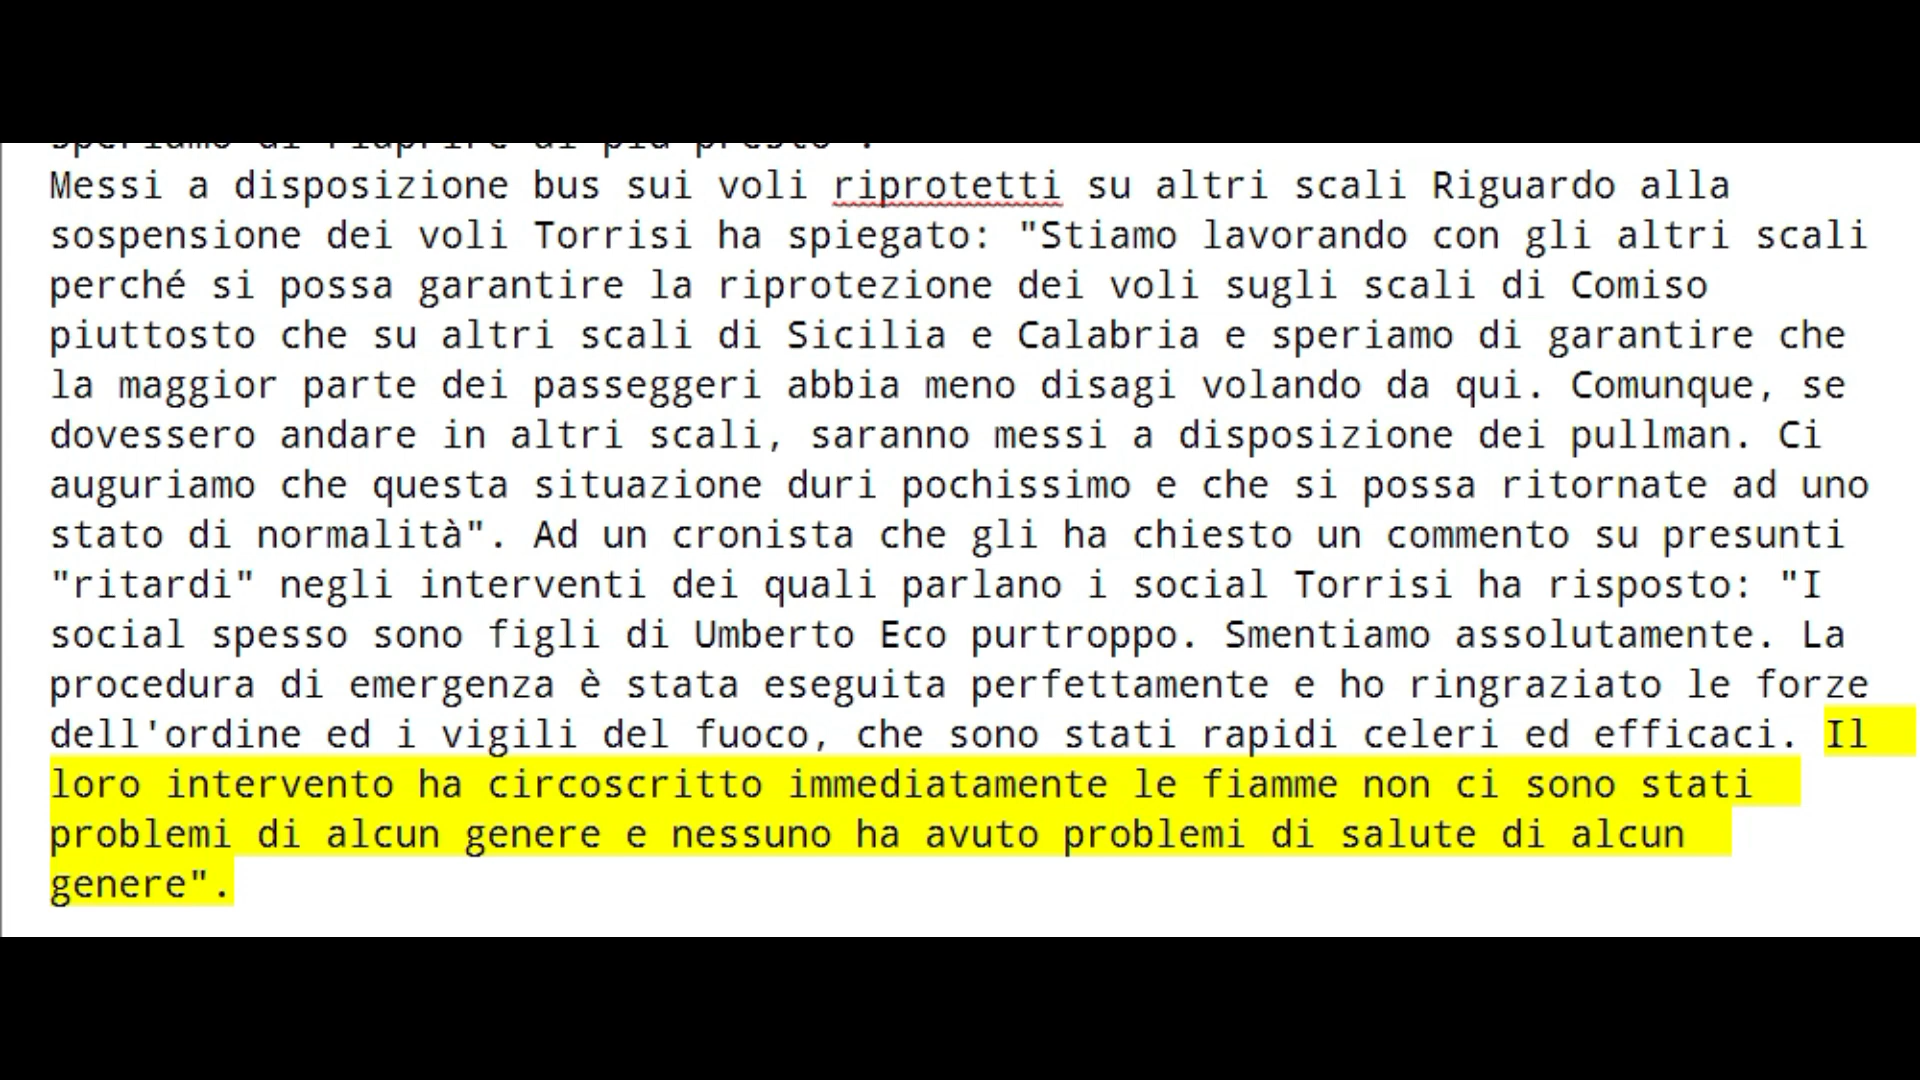 speriamo di riaprire al più presto".
Messi a disposizione bus sui voli riprotetti su altri scali Riguardo alla
sospensione dei voli Torrisi ha spiegato: "Stiamo lavorando con gli altri scali
perché si possa garantire la riprotezione dei voli sugli scali di Comiso
piuttosto che su altri scali di Sicilia e Calabria e speriamo di garantire che
la maggior parte dei passeggeri abbia meno disagi volando da qui. Comunque, se
dovessero andare in altri scali, saranno messi a disposizione dei pullman. Ci
auguriamo che questa situazione duri pochissimo e che si possa ritornate ad uno
stato di normalità". Ad un cronista che gli ha chiesto un commento su presunti
"ritardi" negli interventi dei quali parlano i social Torrisi ha risposto: "I
social spesso sono figli di Umberto Eco purtroppo. Smentiamo assolutamente. La
procedura di emergenza è stata eseguita perfettamente e ho ringraziato le forze
dell'ordine ed i vigili del fuoco, che sono stati rapidi celeri ed efficaci. Il
loro intervento ha circoscritto immediatamente le fiamme non ci sono stati
problemi di alcun genere e nessuno ha avuto problemi di salute di alcun
genere".